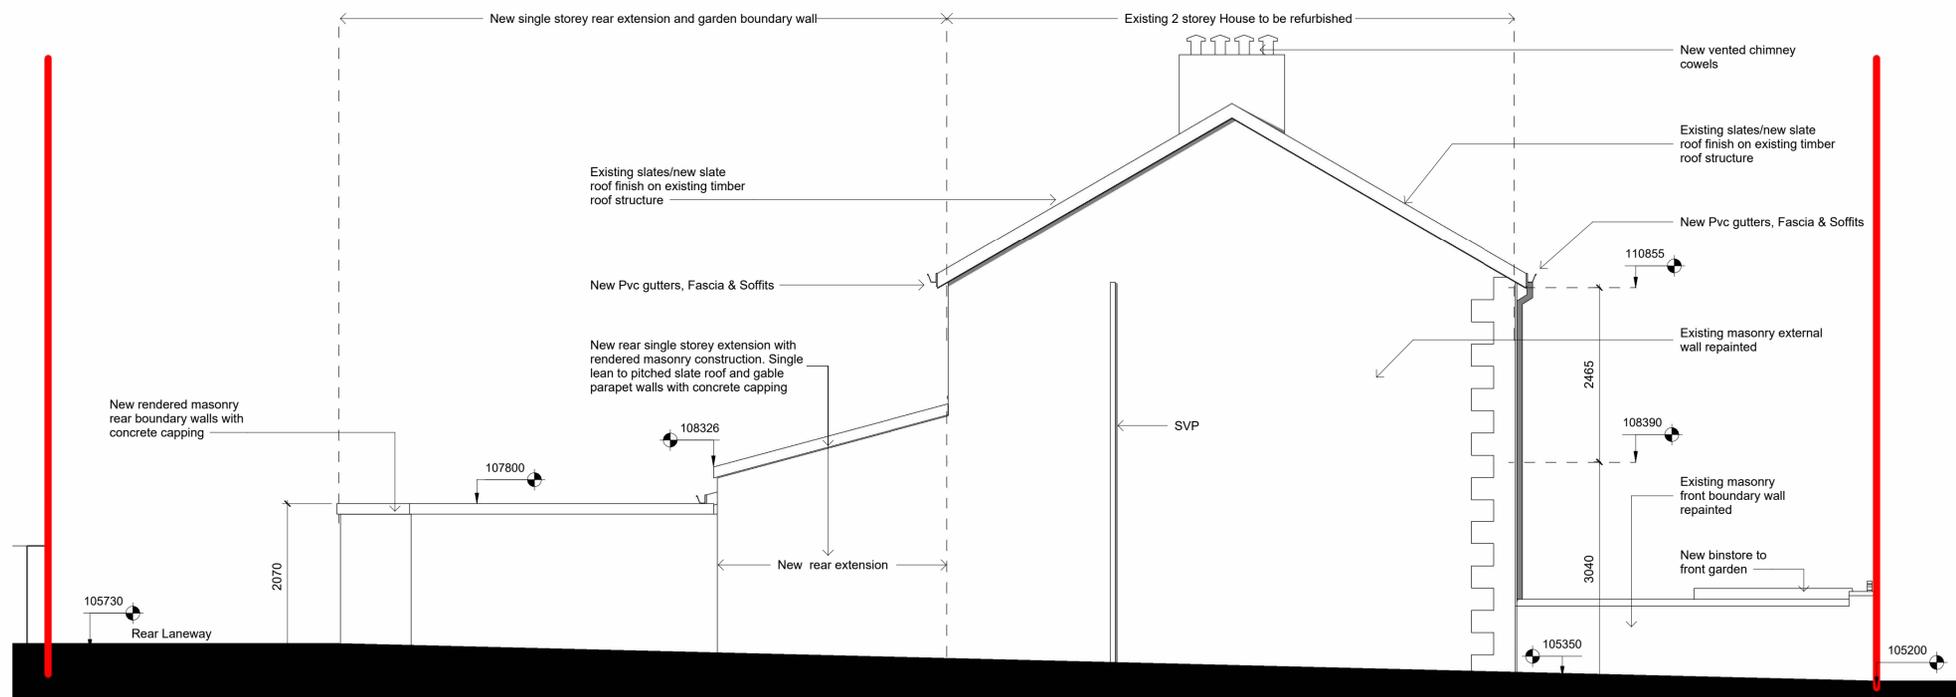 New single storey rear extension and garden boundary wall
Existing 2 storey House to be refurbished
New vented chimney
cowels
Existing slates/new slate
roof finish on existing timber
roof structure
Existing slates/new slate
roof finish on existing timber
roof structure
New Pvc gutters, Fascia & Soffits
110855
New Pvc gutters, Fascia & Soffits
New rear single storey extension with
rendered masonry construction. Single
lean to pitched slate roof and gable
parapet walls with concrete capping
Existing masonry external
wall repainted
2465
New rendered masonry
rear boundary walls with
concrete capping
108326
SVP
108390
107800
Existing masonry
front boundary wall
repainted
2070
New rear extension
3040
New binstore to
front garden
105730
Rear Laneway
105350
105200